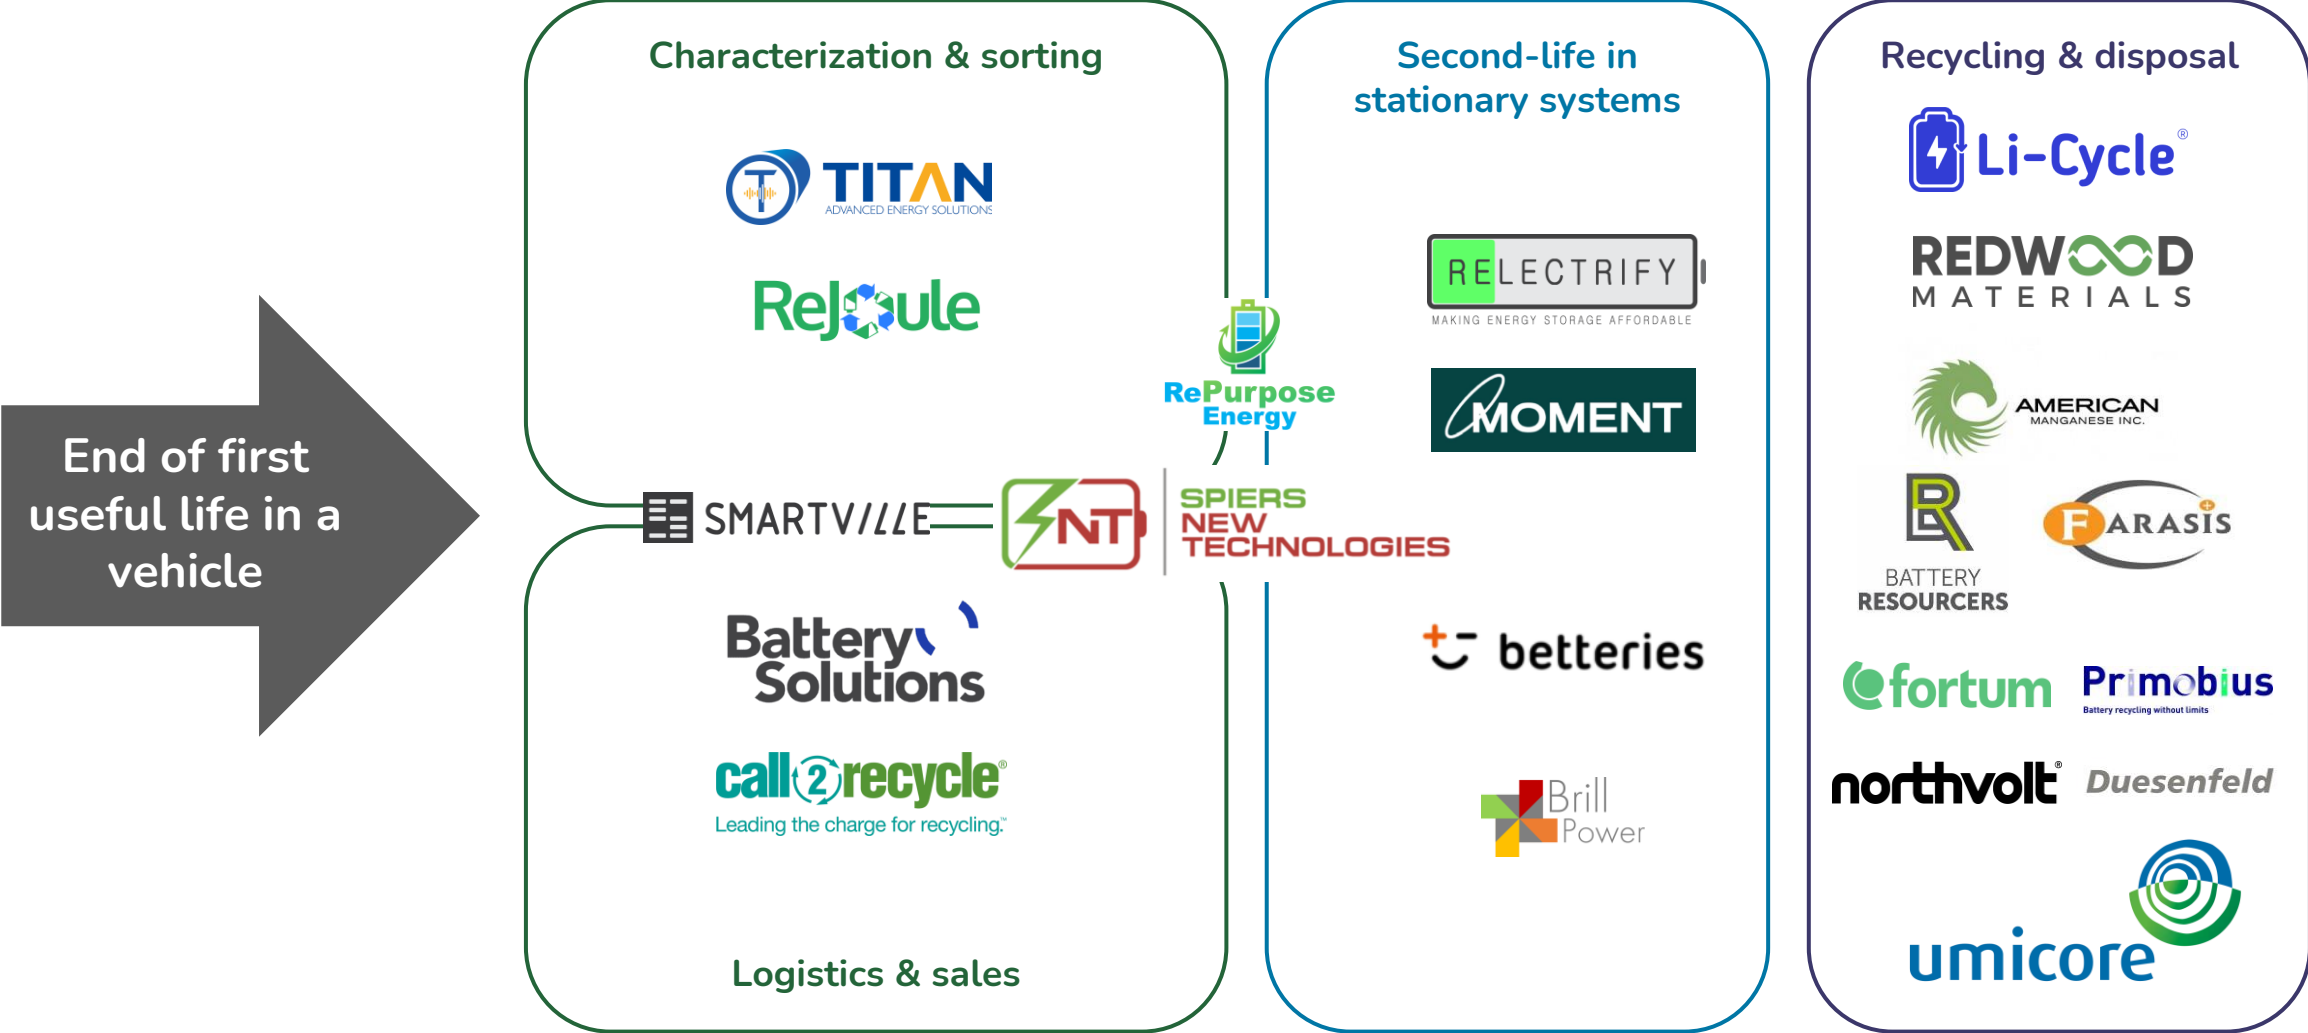 End of first
useful life in a
vehicle
Characterization & sorting
TITAN
ADVANCED ENERGY SOLUTIONS
ReJoule
RePurpose
Energy
SMARTVILLE
SNT
SPIERS
NEW
TECHNOLOGIES
Battery
Solutions
call2recycle®
Leading the charge for recycling.™
Logistics & sales
Second-life in
stationary systems
RELECTRIFY
MAKING ENERGY STORAGE AFFORDABLE
MOMENT
betteries
Brill
Power
Recycling & disposal
Li-Cycle®
REDWOOD
MATERIALS
AMERICAN
MANGANESE INC.
BR
BATTERY
RESOURCERS
FARASIS
fortum
Primobius
Battery recycling without limits
northvolt®
Duesenfeld
umicore